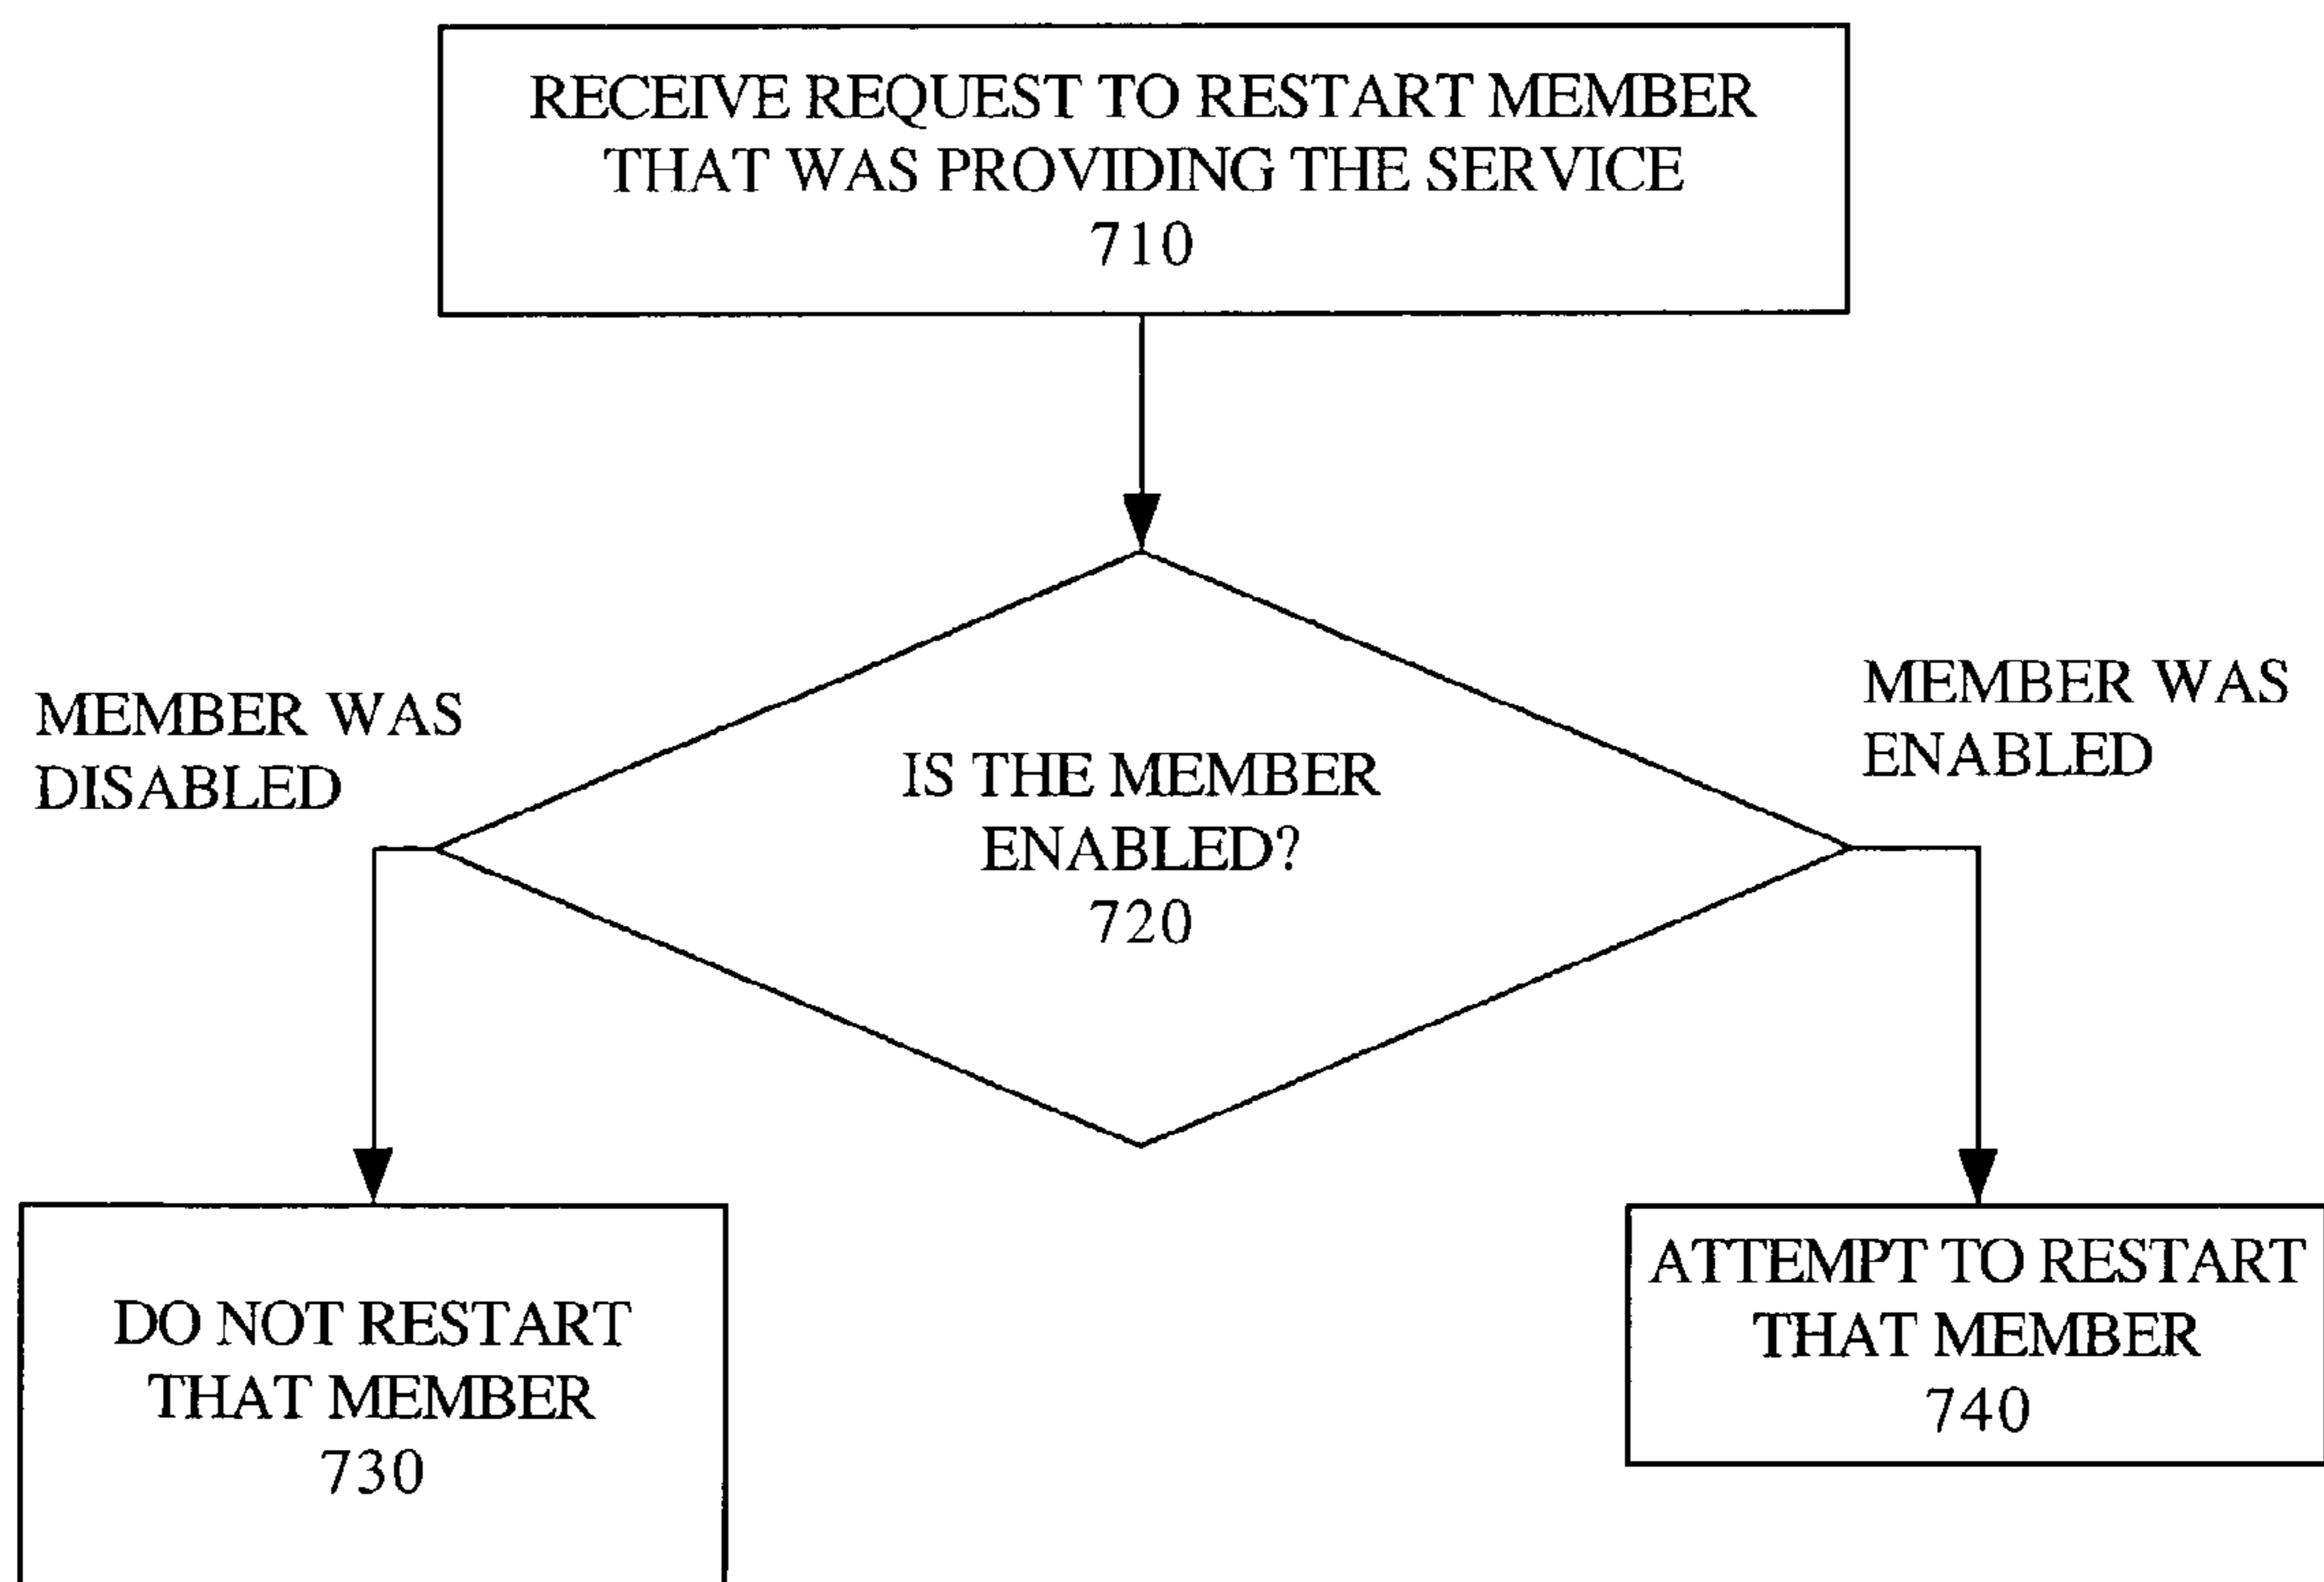 RECEIVE REQUEST TO RESTART MEMBER
THAT WAS PROVIDING THE SERVICE
710
MEMBER WAS
DISABLED
IS THE MEMBER
ENABLED?
720
MEMBER WAS
ENABLED
DO NOT RESTART
THAT MEMBER
730
ATTEMPT TO RESTART
THAT MEMBER
740